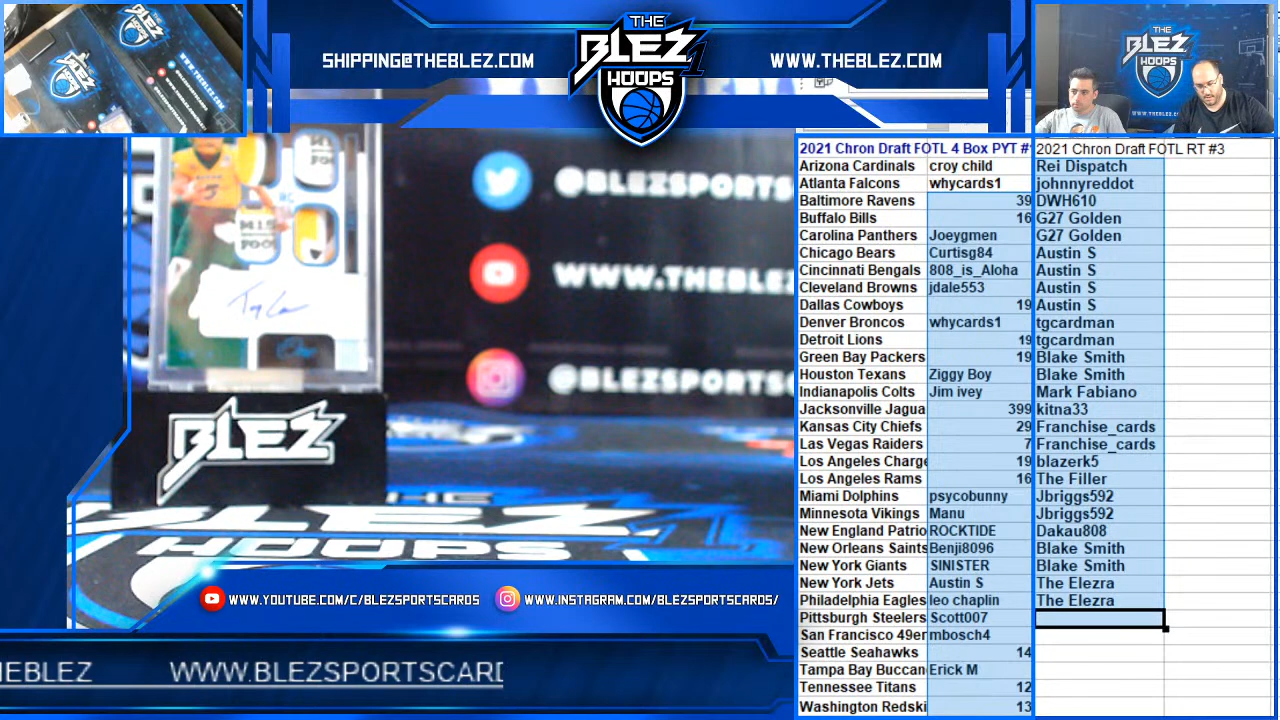 SHIPPING@THEBLEZ.COM
THE
BLEZ
HOOPS
WWW.THEBLEZ.COM
@BLEZSPORTS
WWW.THEBLEZ
@BLEZSPORTSC
BLEZ
THE
BLEZ
HOOPS
WWW.YOUTUBE.COM/C/BLEZSPORTSCARDS
WWW.INSTAGRAM.COM/BLEZSPORTSCARDS/
HEBLEZ WWW.BLEZSPORTSCARD
THE
BLEZ
HOOPS
2021 Chron Draft FOTL 4 Box PYT # 2021 Chron Draft FOTL RT #3
Arizona Cardinals croy child Rei Dispatch
Atlanta Falcons whycards1 johnnyreddot
Baltimore Ravens 39 DWH610
Buffalo Bills 16 G27 Golden
Carolina Panthers Joeygmen G27 Golden
Chicago Bears Curtisg84 Austin S
Cincinnati Bengals 808_is_Aloha Austin S
Cleveland Browns jdale553 Austin S
Dallas Cowboys 19 Austin S
Denver Broncos whycards1 tgcardman
Detroit Lions 19 tgcardman
Green Bay Packers 19 Blake Smith
Houston Texans Ziggy Boy Blake Smith
Indianapolis Colts Jim ivey Mark Fabiano
Jacksonville Jagua 399 kitna33
Kansas City Chiefs 29 Franchise_cards
Las Vegas Raiders 7 Franchise_cards
Los Angeles Charge 19 blazerk5
Los Angeles Rams 16 The Filler
Miami Dolphins psycobunny Jbriggs592
Minnesota Vikings Manu Jbriggs592
New England Patrio ROCKTIDE Dakau808
New Orleans Saints Benji8096 Blake Smith
New York Giants SINISTER Blake Smith
New York Jets Austin S The Elezra
Philadelphia Eagles leo chaplin The Elezra
Pittsburgh Steelers Scott007
San Francisco 49er mbosch4
Seattle Seahawks 14
Tampa Bay Buccan Erick M
Tennessee Titans 12
Washington Redski 13